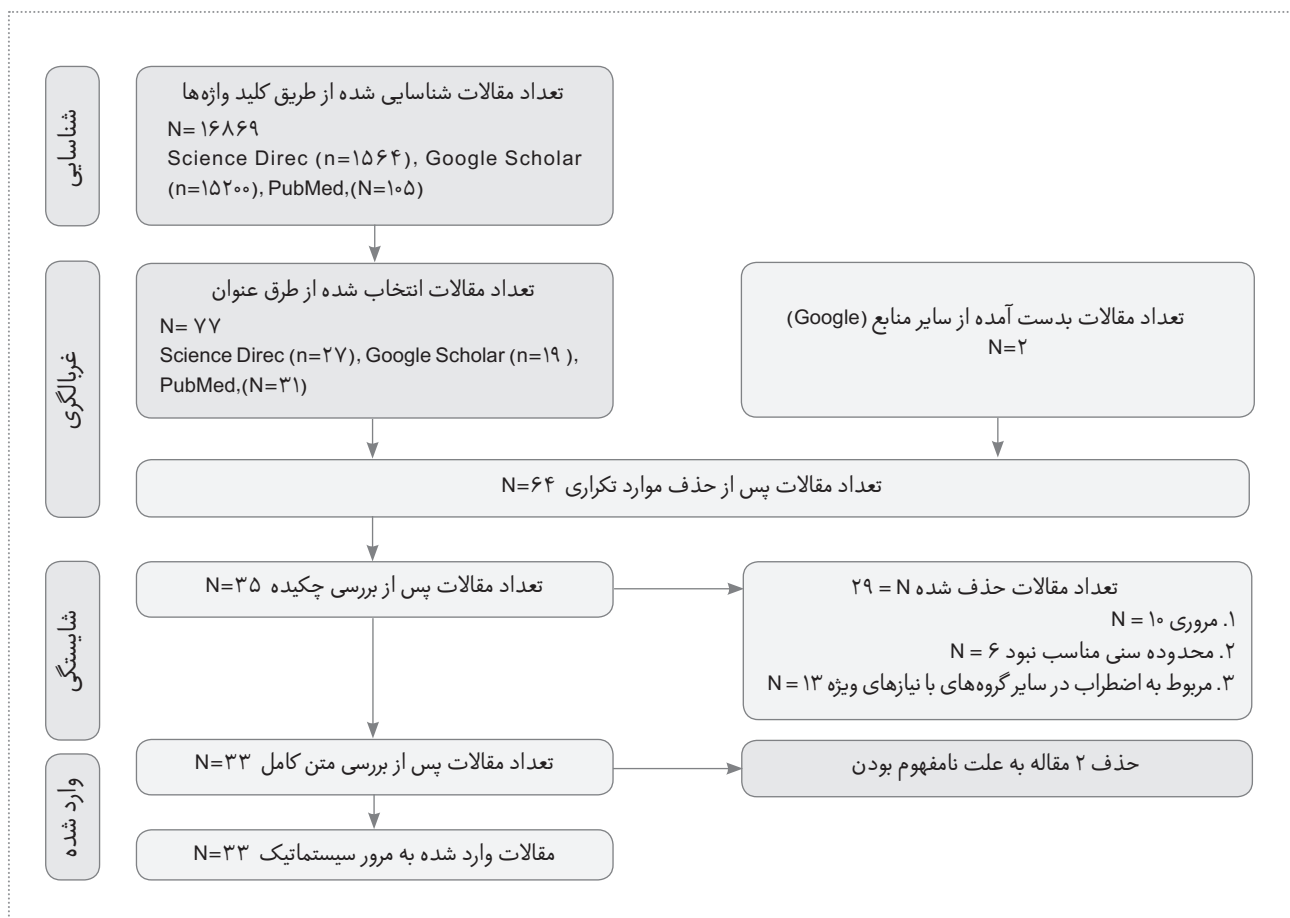 شناسایی
تعداد مقالات شناسایی شده از طریق کلید واژه‌ها
N= ۱۶۸۶۹
Science Direc (n=۱۵۶۴), Google Scholar
(n=۱۵۲۰۰), PubMed,(N=۱۰۵)
غربالگری
تعداد مقالات انتخاب شده از طرق عنوان
N= ۷۷
Science Direc (n=۲۷), Google Scholar (n=۱۹ ),
PubMed,(N=۳۱)
تعداد مقالات بدست آمده از سایر منابع (Google)
N=۲
تعداد مقالات پس از حذف موارد تکراری N=۶۴
شایستگی
تعداد مقالات پس از بررسی چکیده N=۳۵
تعداد مقالات حذف شده N = ۲۹
۱. مروری N = ۱۰
۲. محدوده سنی مناسب نبود N = ۶
۳. مربوط به اضطراب در سایر گروه‌های با نیازهای ویژه N = ۱۳
وارد شده
تعداد مقالات پس از بررسی متن کامل N=۳۳
حذف ۲ مقاله به علت نامفهوم بودن
مقالات وارد شده به مرور سیستماتیک N=۳۳